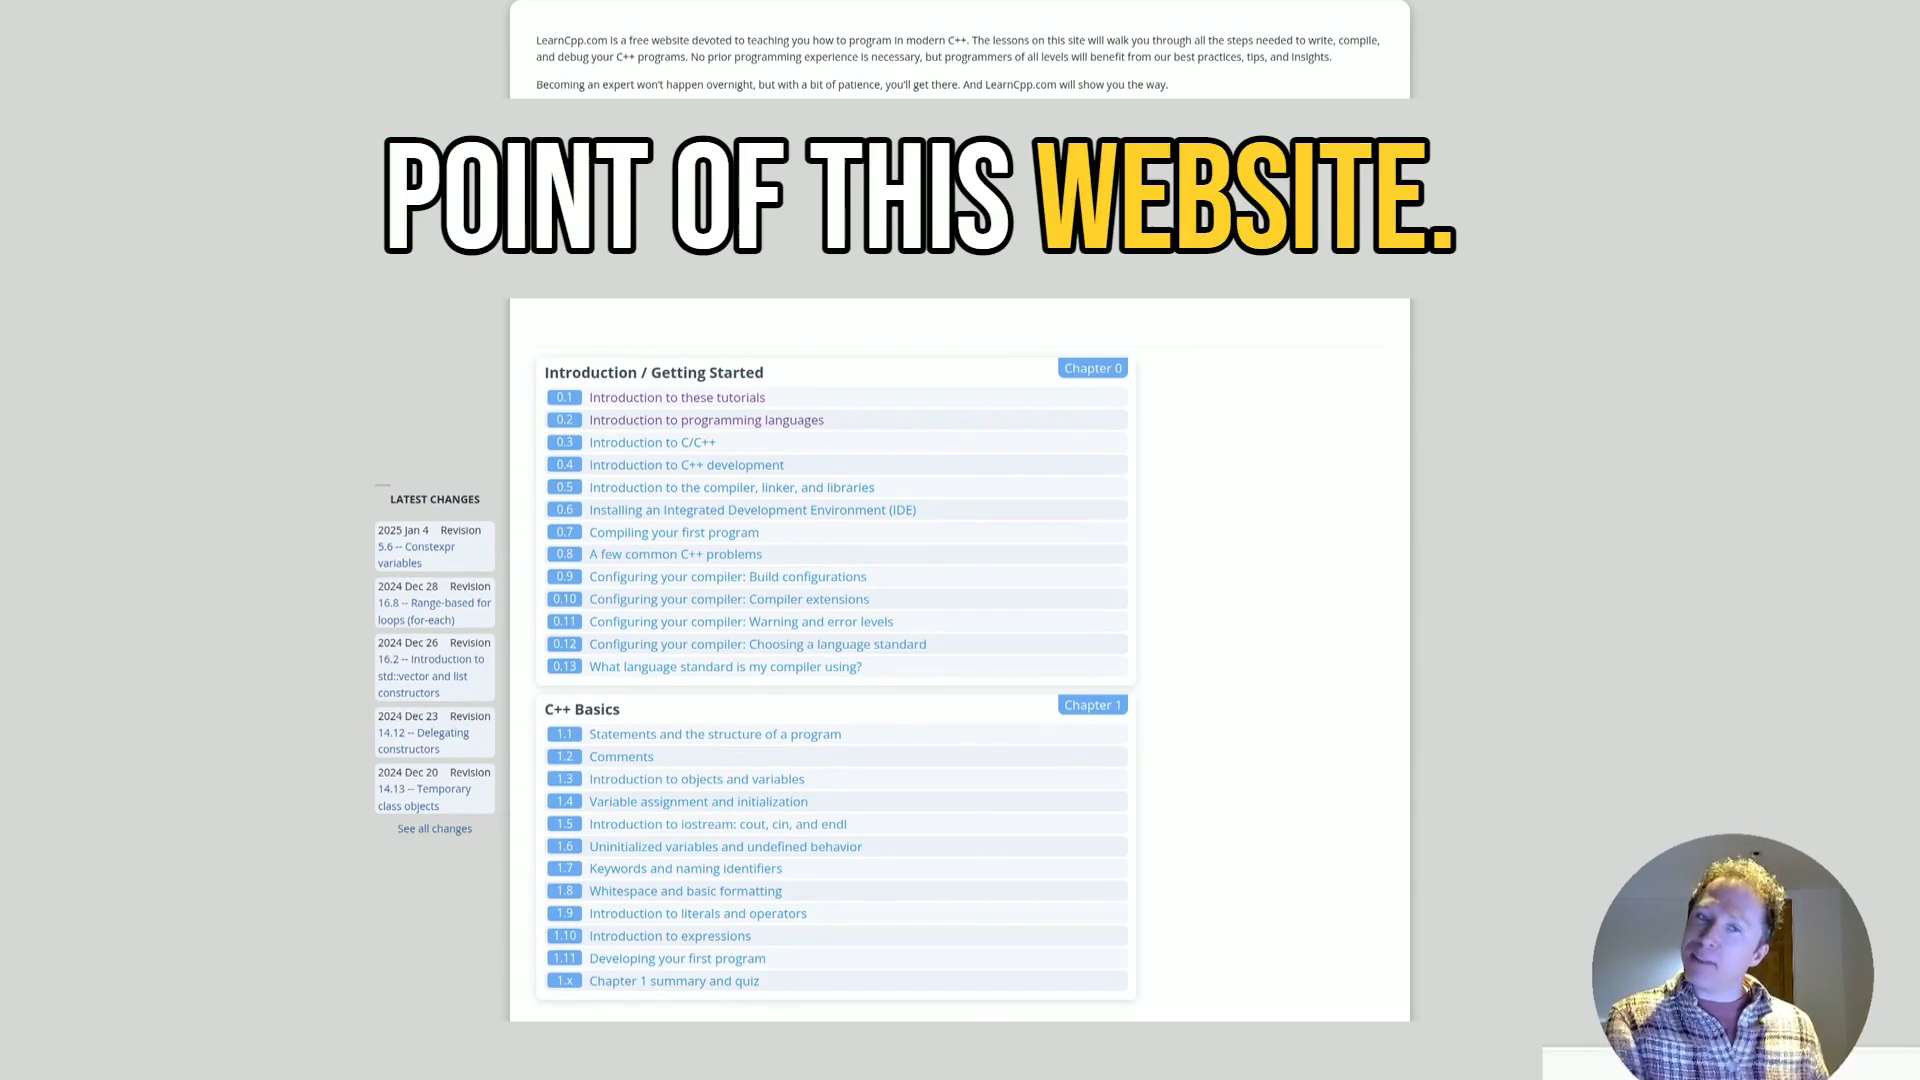 LearnCpp.com is a free website devoted to teaching you how to program in modern C++. The lessons on this site will walk you through all the steps needed to write, compile,
and debug your C++ programs. No prior programming experience is necessary, but programmers of all levels will benefit from our best practices, tips, and insights.
Becoming an expert won't happen overnight, but with a bit of patience, you'll get there. And LearnCpp.com will show you the way.
POINT OF THIS WEBSITE.
Introduction / Getting Started
Chapter 0
0.1 Introduction to these tutorials
0.2 Introduction to programming languages
0.3 Introduction to C/C++
0.4 Introduction to C++ development
0.5 Introduction to the compiler, linker, and libraries
0.6 Installing an Integrated Development Environment (IDE)
0.7 Compiling your first program
0.8 A few common C++ problems
0.9 Configuring your compiler: Build configurations
0.10 Configuring your compiler: Compiler extensions
0.11 Configuring your compiler: Warning and error levels
0.12 Configuring your compiler: Choosing a language standard
0.13 What language standard is my compiler using?
LATEST CHANGES
2025 Jan 4 Revision
5.6 -- Constexpr
variables
2024 Dec 28 Revision
16.8 -- Range-based for
loops (for-each)
2024 Dec 26 Revision
16.2 -- Introduction to
std::vector and list
constructors
2024 Dec 23 Revision
14.12 -- Delegating
constructors
2024 Dec 20 Revision
14.13 -- Temporary
class objects
See all changes
C++ Basics
Chapter 1
1.1 Statements and the structure of a program
1.2 Comments
1.3 Introduction to objects and variables
1.4 Variable assignment and initialization
1.5 Introduction to iostream: cout, cin, and endl
1.6 Uninitialized variables and undefined behavior
1.7 Keywords and naming identifiers
1.8 Whitespace and basic formatting
1.9 Introduction to literals and operators
1.10 Introduction to expressions
1.11 Developing your first program
1.x Chapter 1 summary and quiz